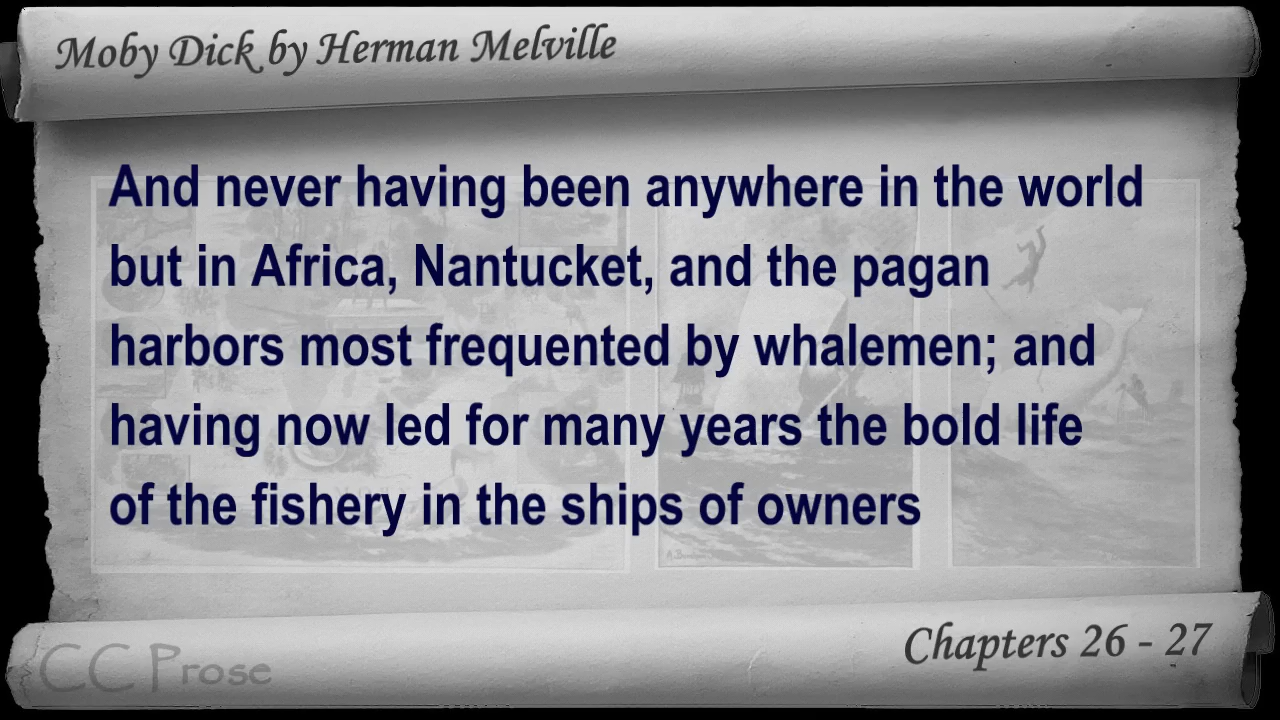 Moby Dick by Herman Melville
And never having been anywhere in the world
but in Africa, Nantucket, and the pagan
harbors most frequented by whalemen; and
having now led for many years the bold life
of the fishery in the ships of owners
Chapters 26 - 27
CC Prose